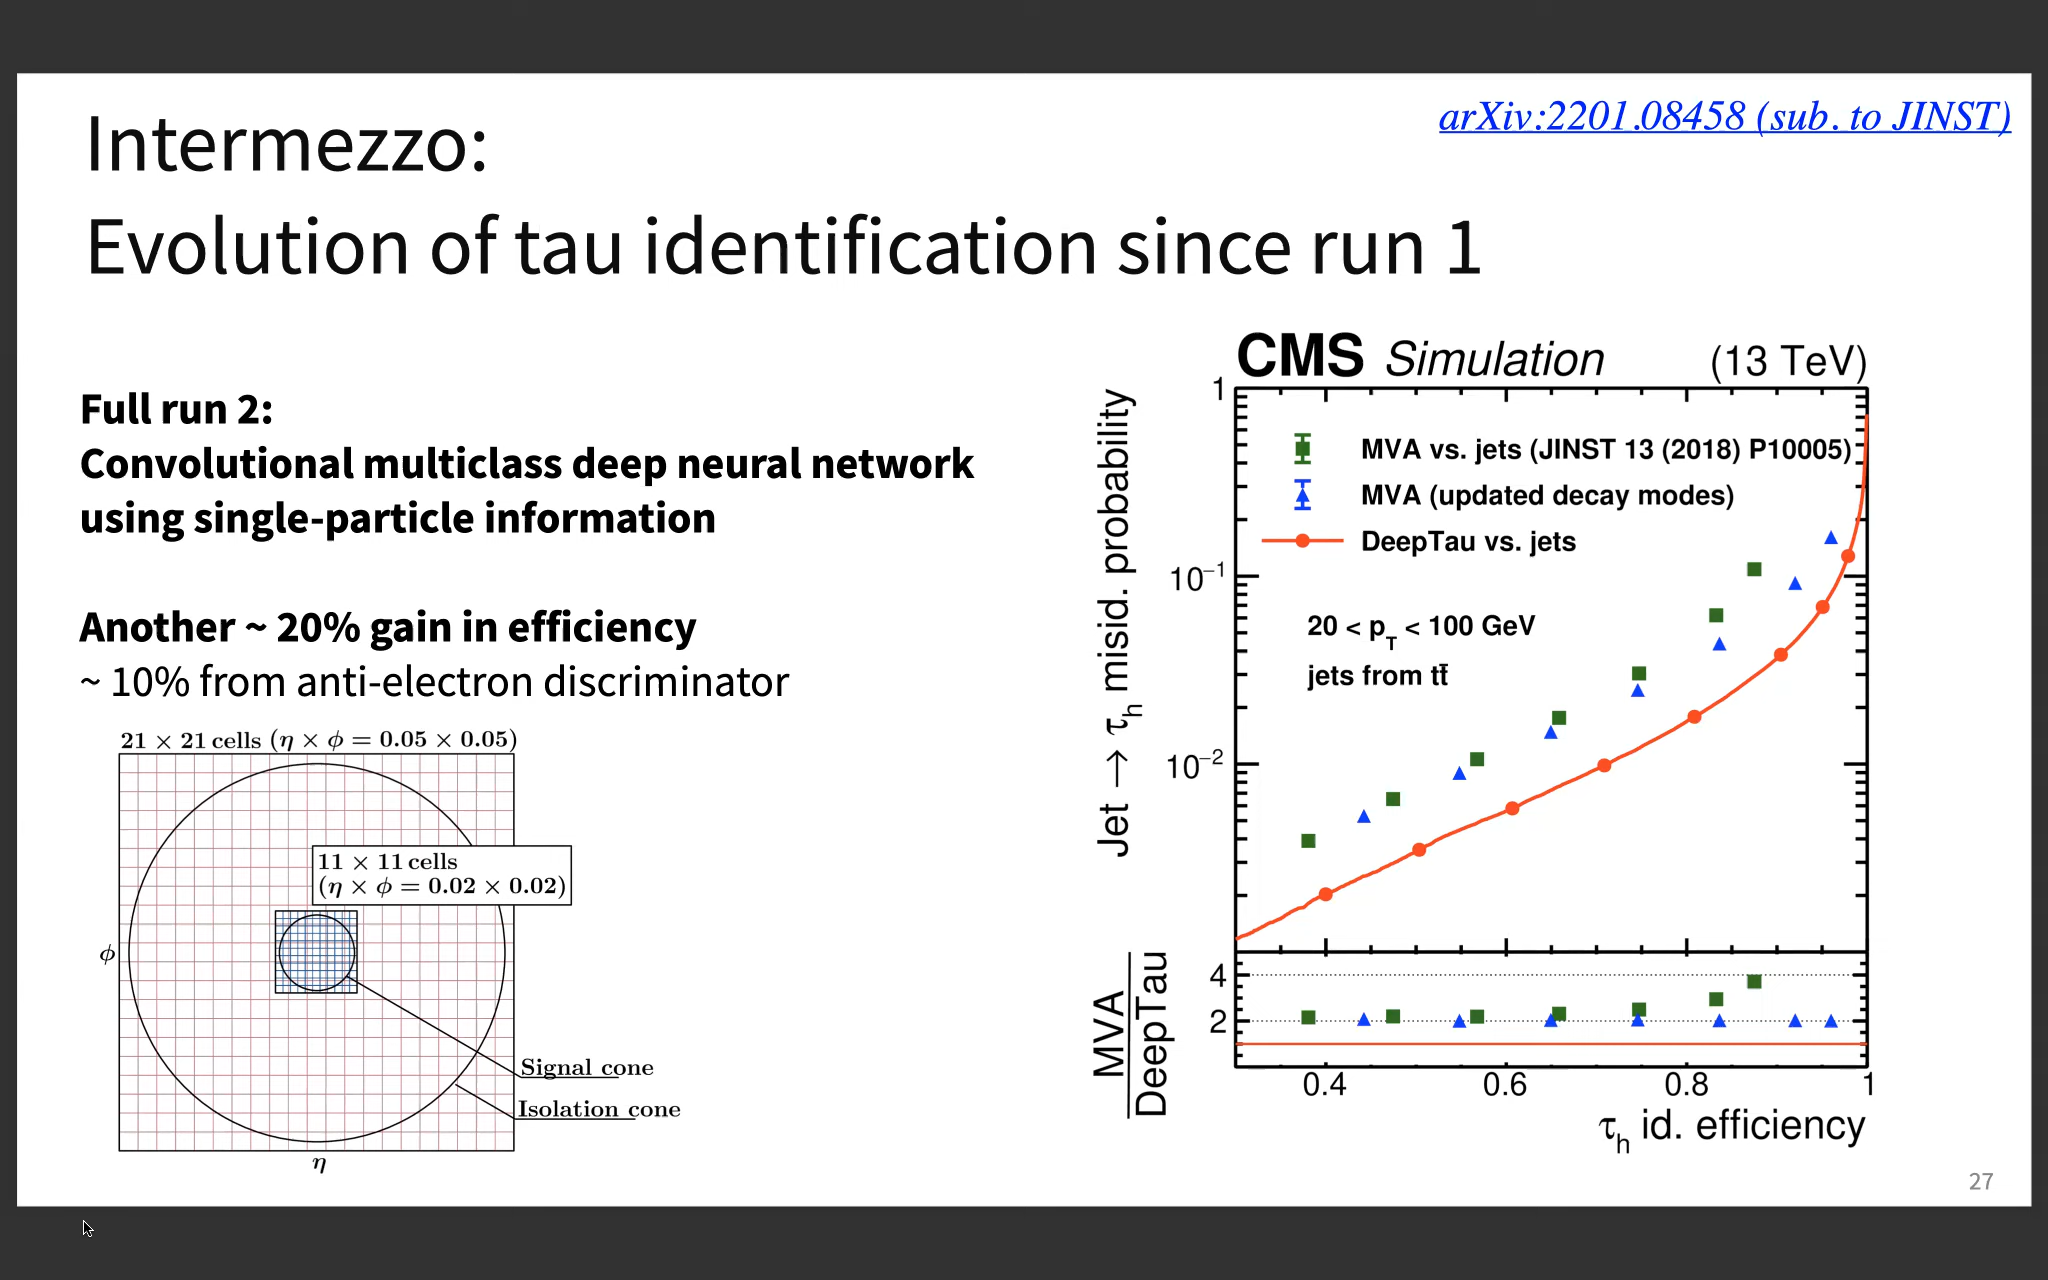 arXiv:2201.08458 (sub. to JINST)
Intermezzo:
Evolution of tau identification since run 1
Full run 2:
Convolutional multiclass deep neural network
using single-particle information
Another ~ 20% gain in efficiency
~ 10% from anti-electron discriminator
21 × 21 cells (η × ϕ = 0.05 × 0.05)
11 × 11 cells
(η × ϕ = 0.02 × 0.02)
ϕ
Signal cone
Isolation cone
η
CMS Simulation (13 TeV)
Jet → τh misid. probability
1
10⁻¹
10⁻²
MVA vs. jets (JINST 13 (2018) P10005)
MVA (updated decay modes)
DeepTau vs. jets
20 < pT < 100 GeV
jets from tt̄
MVA
DeepTau
4
2
0.4 0.6 0.8 1
τh id. efficiency
27